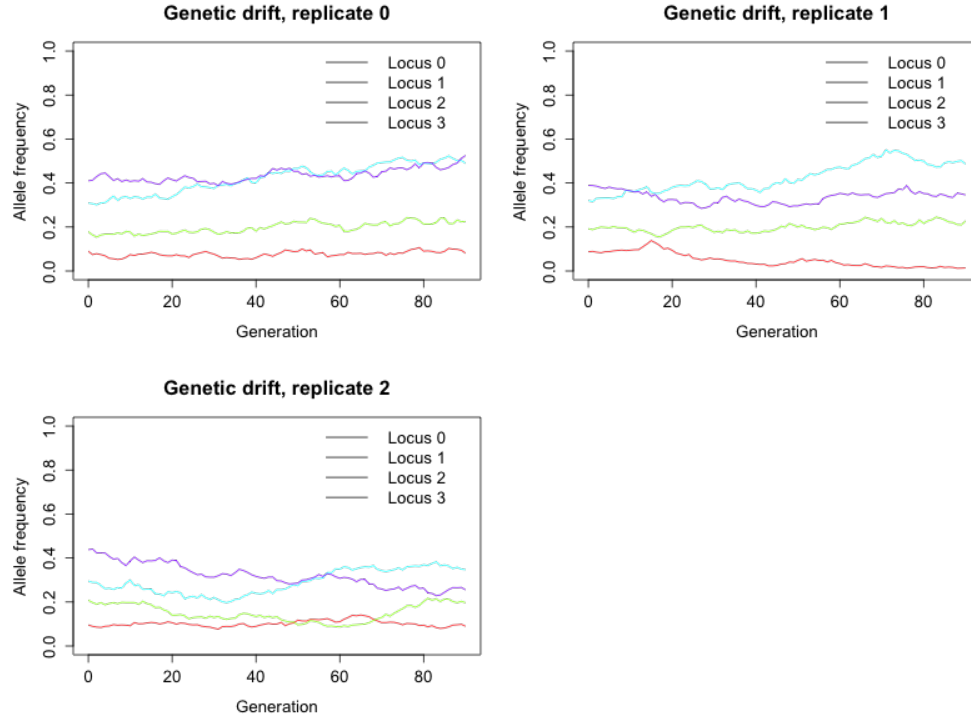 Genetic drift, replicate 0
Locus 0
Locus 1
Locus 2
Locus 3
Allele frequency
0.0 0.2 0.4 0.6 0.8 1.0
0 20 40 60 80
Generation
Genetic drift, replicate 1
Locus 0
Locus 1
Locus 2
Locus 3
Allele frequency
0.0 0.2 0.4 0.6 0.8 1.0
0 20 40 60 80
Generation
Genetic drift, replicate 2
Locus 0
Locus 1
Locus 2
Locus 3
Allele frequency
0.0 0.2 0.4 0.6 0.8 1.0
0 20 40 60 80
Generation